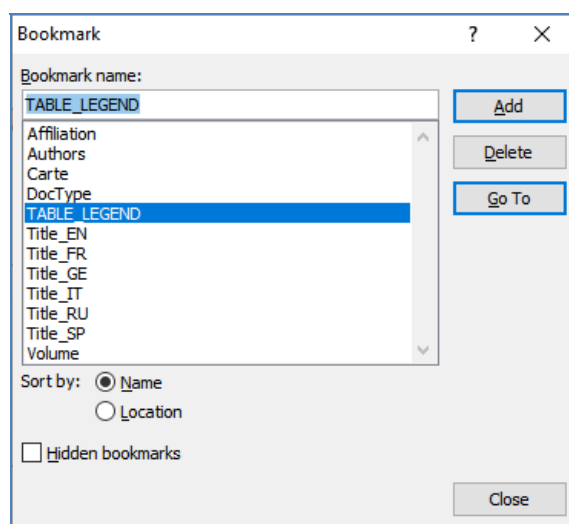 Bookmark ? X
Bookmark name:
TABLE_LEGEND
Add
Affiliation
Authors
Carte
DocType
TABLE_LEGEND
Title_EN
Title_FR
Title_GE
Title_IT
Title_RU
Title_SP
Volume
Delete
Go To
Sort by: Name
Location
Hidden bookmarks
Close